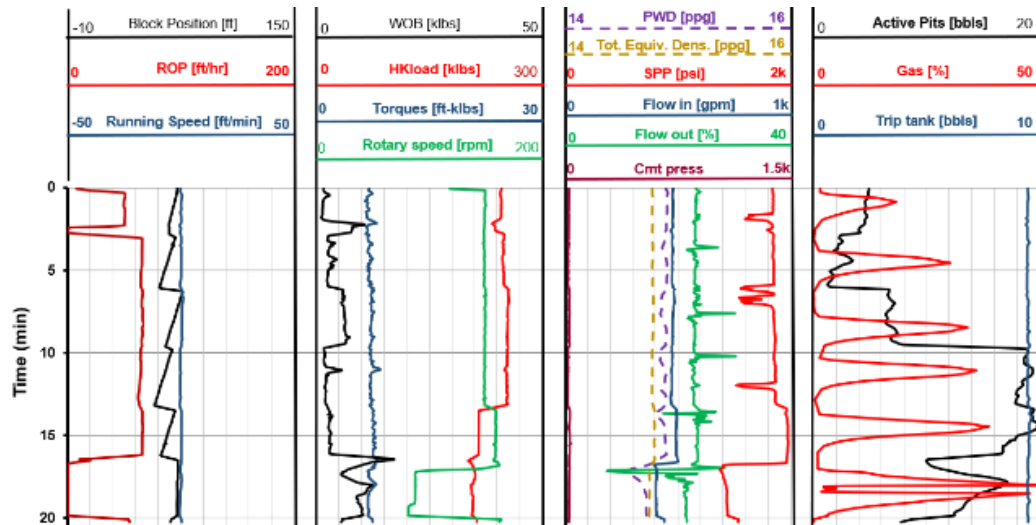 -10 Block Position [ft] 150
0 ROP [ft/hr] 200
-50 Running Speed [ft/min] 50
0 WOB [klbs] 50
0 HKload [klbs] 300
0 Torques [ft-klbs] 30
0 Rotary speed [rpm] 200
14 PWD [ppg] 16
14 Tot. Equiv. Dens. [ppg] 16
0 SPP [psi] 2k
0 Flow in [gpm] 1k
0 Flow out [%] 40
0 Cmt press 1.5k
0 Active Pits [bbls] 20
0 Gas [%] 50
0 Trip tank [bbls] 10
Time (min)
0
5
10
15
20